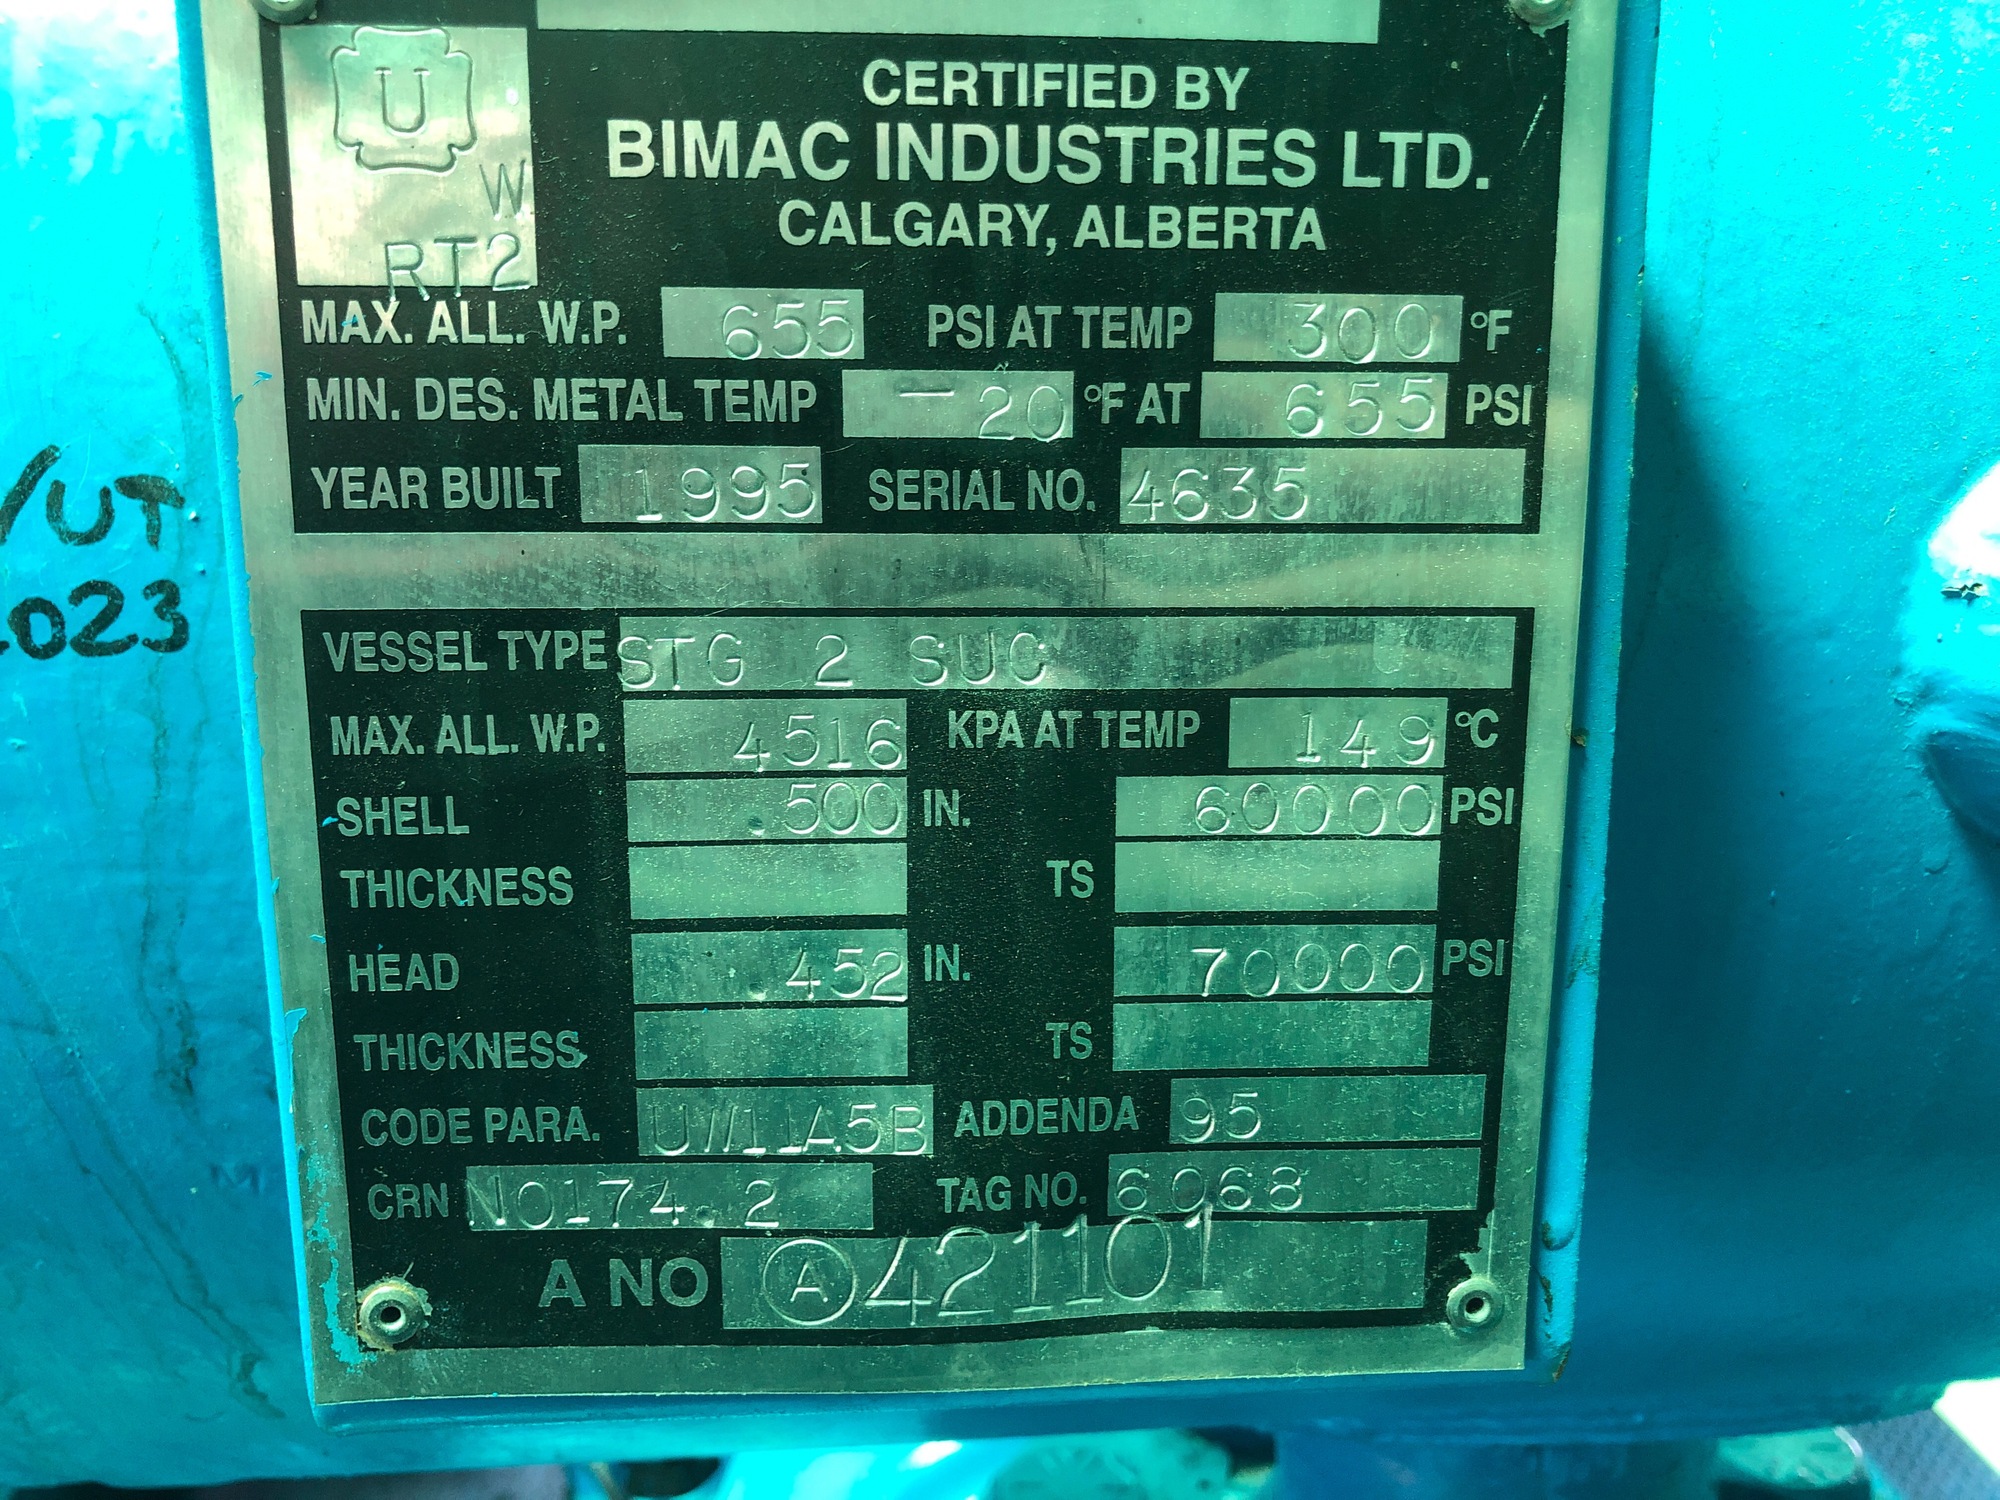 U
W
RT2
CERTIFIED BY
BIMAC INDUSTRIES LTD.
CALGARY, ALBERTA
MAX. ALL. W.P. 655 PSI AT TEMP 300 °F
MIN. DES. METAL TEMP -20 °F AT 655 PSI
YEAR BUILT 1995 SERIAL NO. 4635
/UT
2023
VESSEL TYPE STG 2 SUC
MAX. ALL. W.P. 4516 KPA AT TEMP 149 °C
SHELL .500 IN. 60000 PSI
THICKNESS TS
HEAD .452 IN. 70000 PSI
THICKNESS TS
CODE PARA. UW11A5B ADDENDA 95
CRN N0174.2 TAG NO. 6068
A NO A 421101